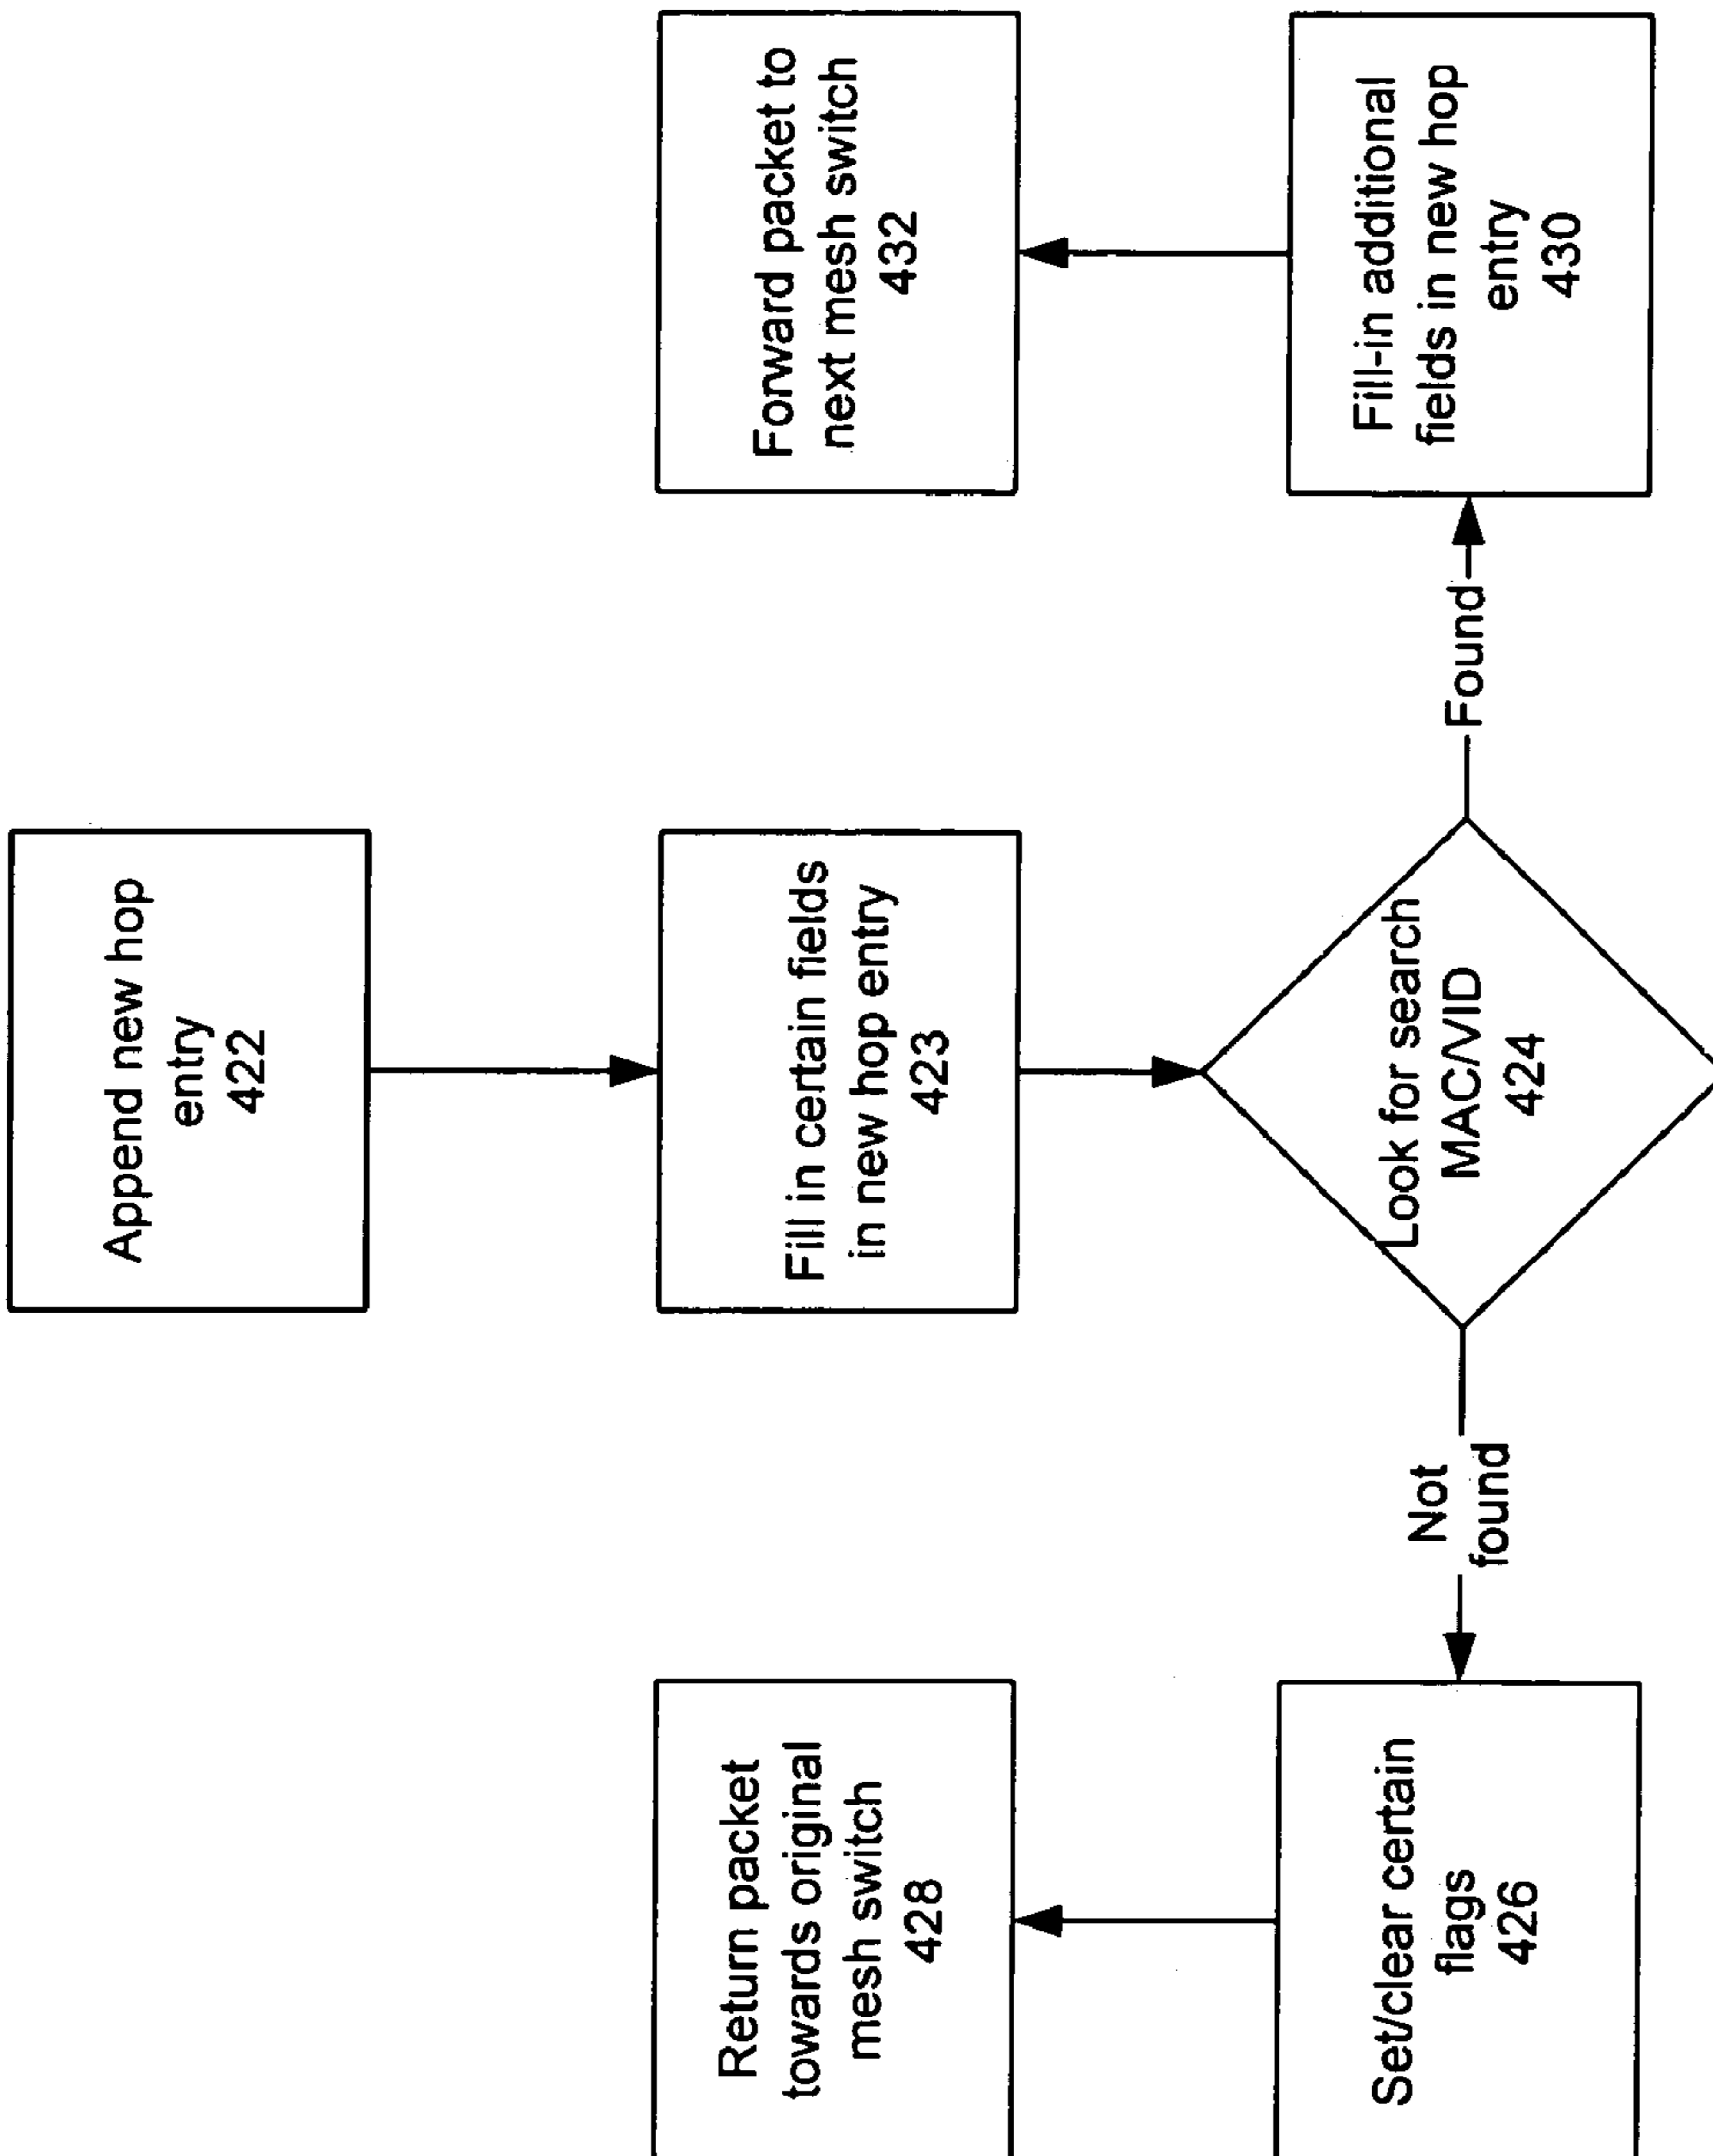 Append new hop
entry
422
Fill in certain fields
in new hop entry
423
Look for search
MAC/VID
424
Not
found
Found
Set/clear certain
flags
426
Return packet
towards original
mesh switch
428
Fill-in additional
fields in new hop
entry
430
Forward packet to
next mesh switch
432